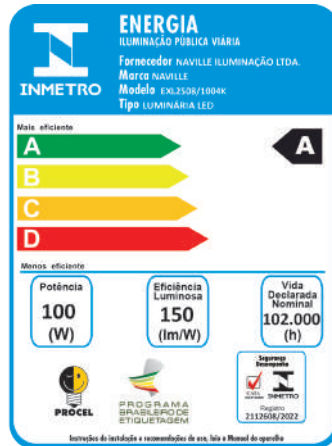 ENERGIA
ILUMINAÇÃO PÚBLICA VIÁRIA
Fornecedor NAVILLE ILUMINAÇÃO LTDA.
Marca NAVILLE
Modelo EXL2508/1004K
Tipo LUMINÁRIA LED
INMETRO
Mais eficiente
A
A
B
C
D
Menos eficiente
Potência
100
(W)
Eficiência
Luminosa
150
(lm/W)
Vida
Declarada
Nominal
102.000
(h)
PROCEL
PROGRAMA
BRASILEIRO DE
ETIQUETAGEM
Segurança
Desempenho
INMETRO
Registro
2112608/2022
Instruções de instalação e recomendações de uso, leia o Manual do aparelho